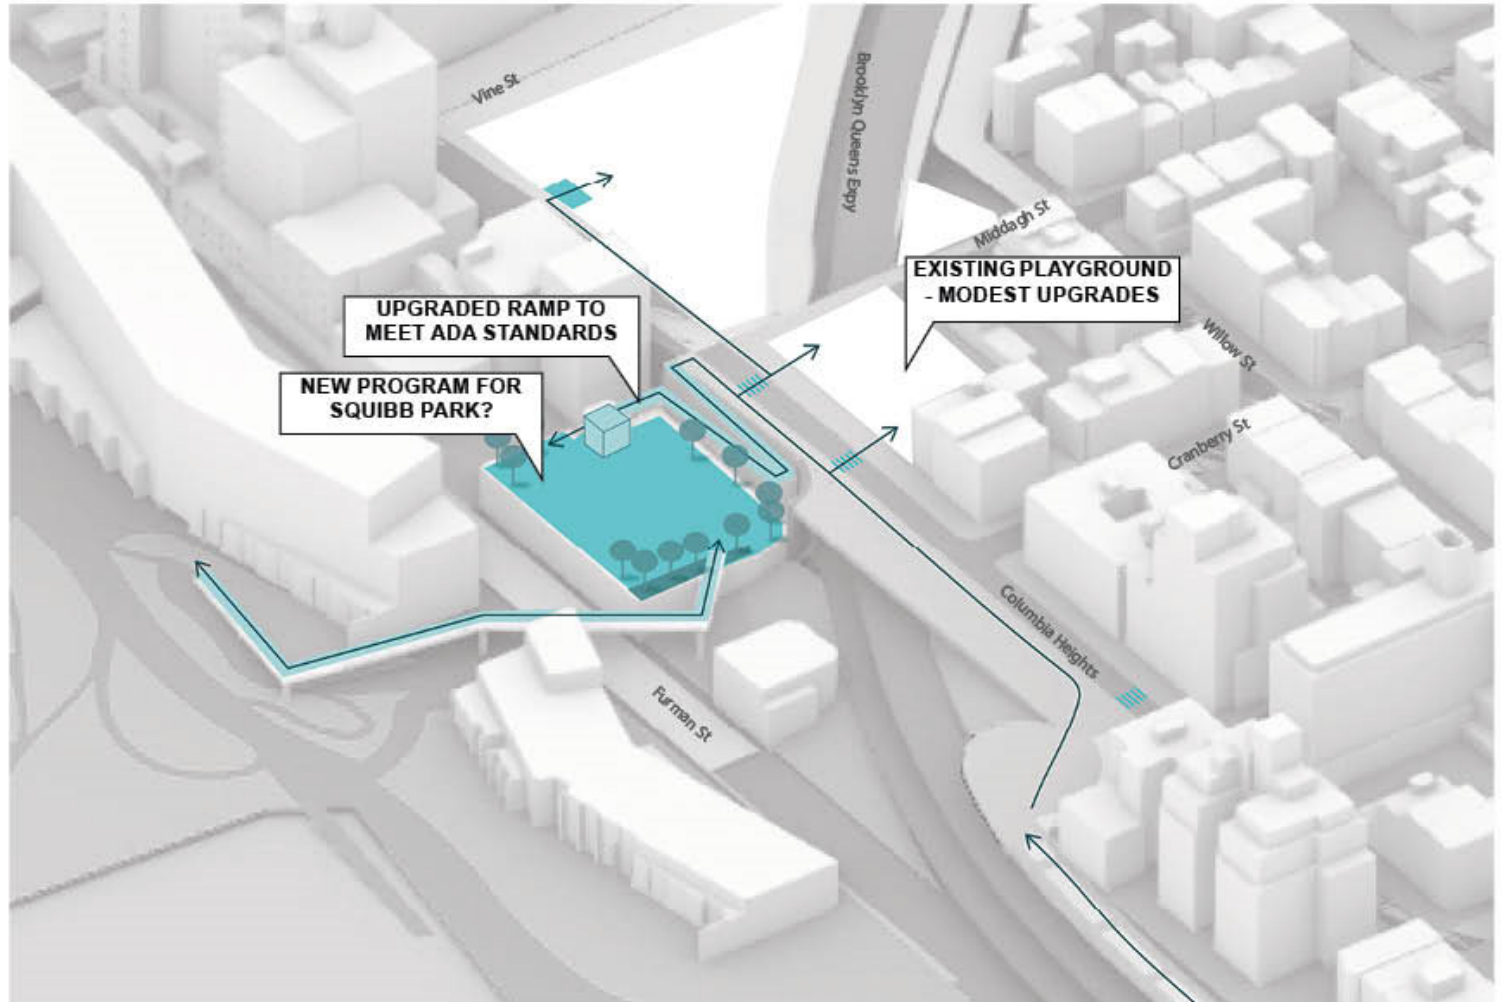 Vine St
Brooklyn Queens Expy
Middagh St
EXISTING PLAYGROUND
- MODEST UPGRADES
UPGRADED RAMP TO
MEET ADA STANDARDS
Willow St
NEW PROGRAM FOR
SQUIBB PARK?
Cranberry St
Columbia Heights
Furman St